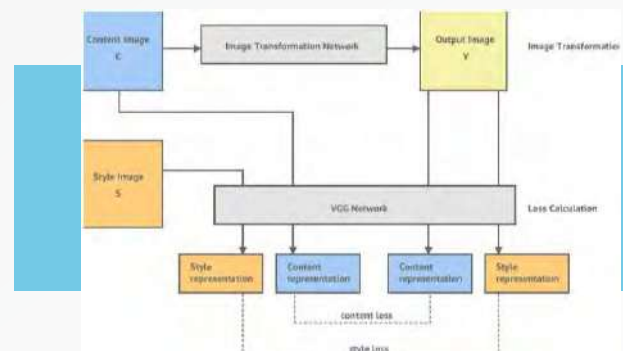 Content Image
C
Image Transformation Network
Output Image
Y
Image Transformation
Style Image
S
VGG Network
Loss Calculation
Style
representation
Content
representation
Content
representation
Style
representation
content loss
style loss